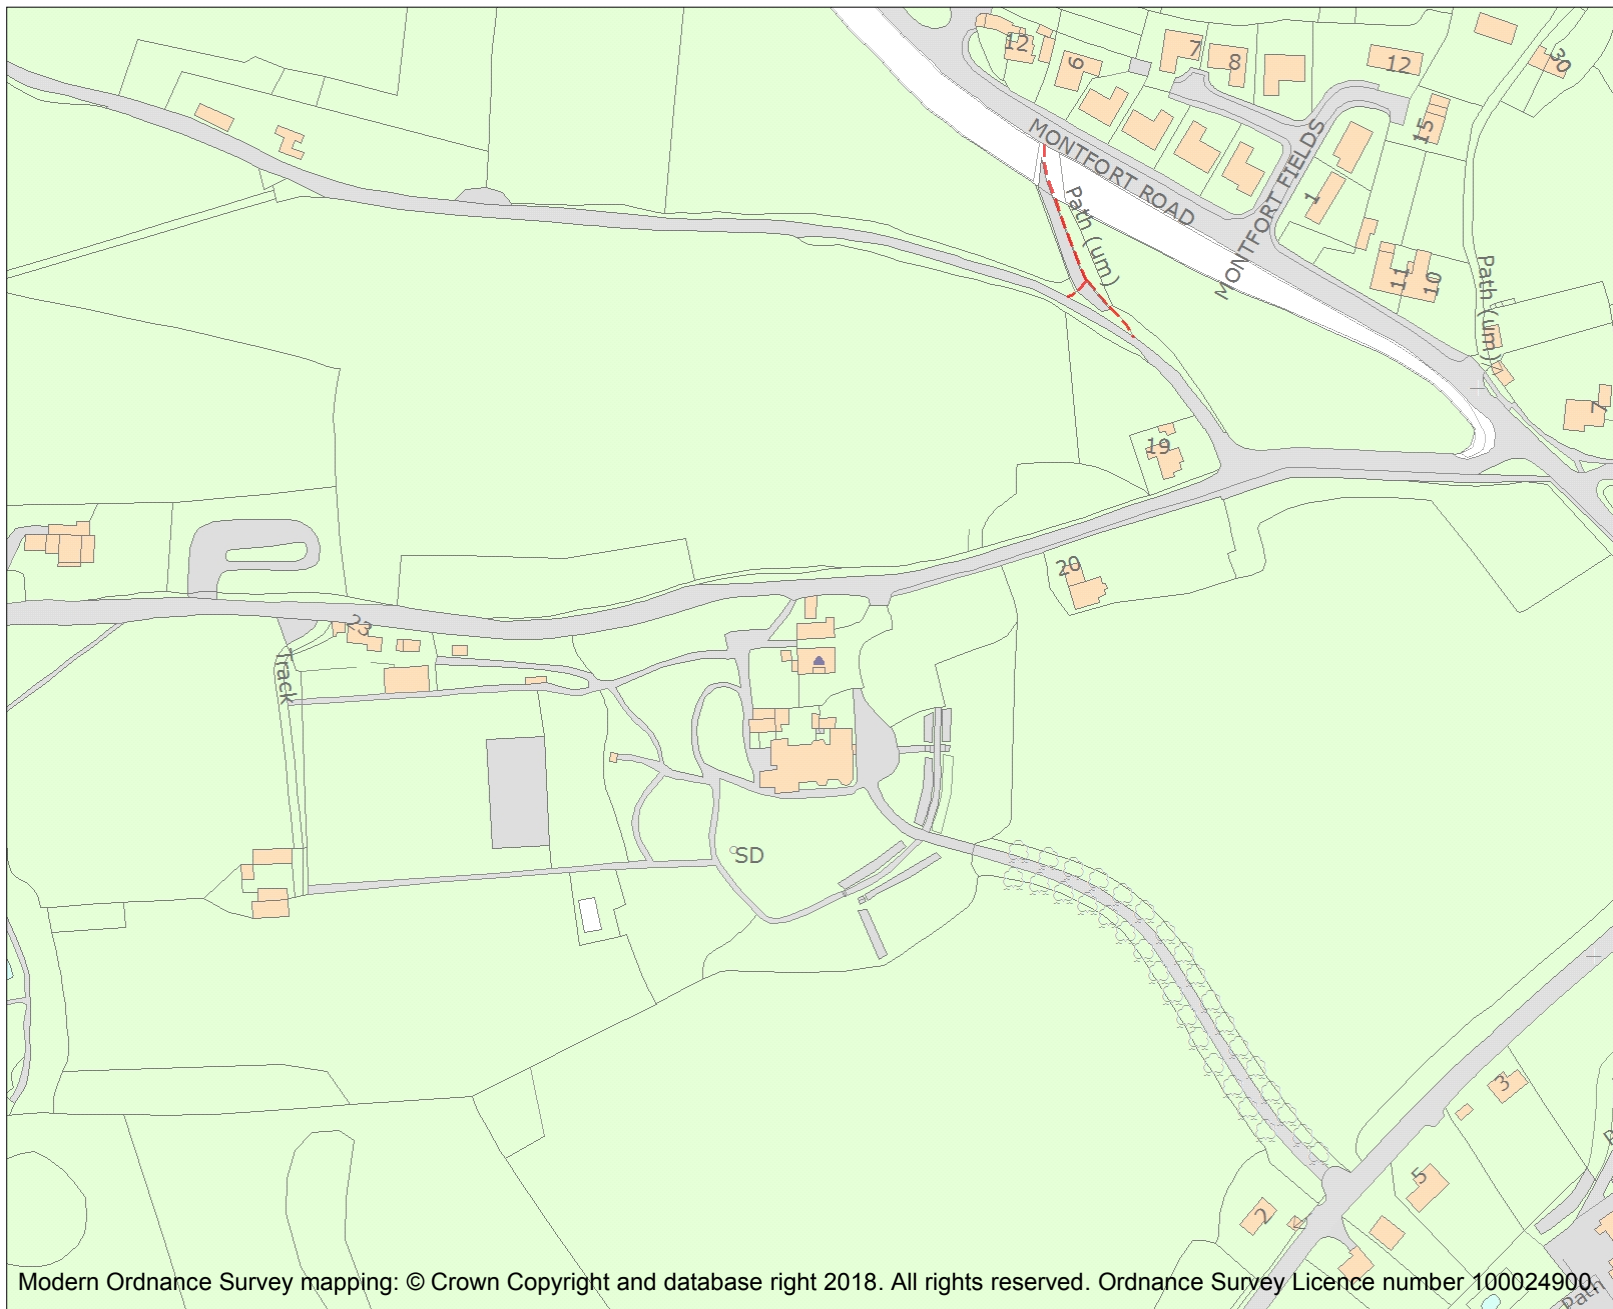 12
6
7
8
12
30
15
MONTFORT ROAD
MONTFORT FIELDS
Path (um)
1
11
10
Path (um)
7
19
20
23
Track
SD
3
5
2
Modern Ordnance Survey mapping: © Crown Copyright and database right 2018. All rights reserved. Ordnance Survey Licence number 100024900.
Path